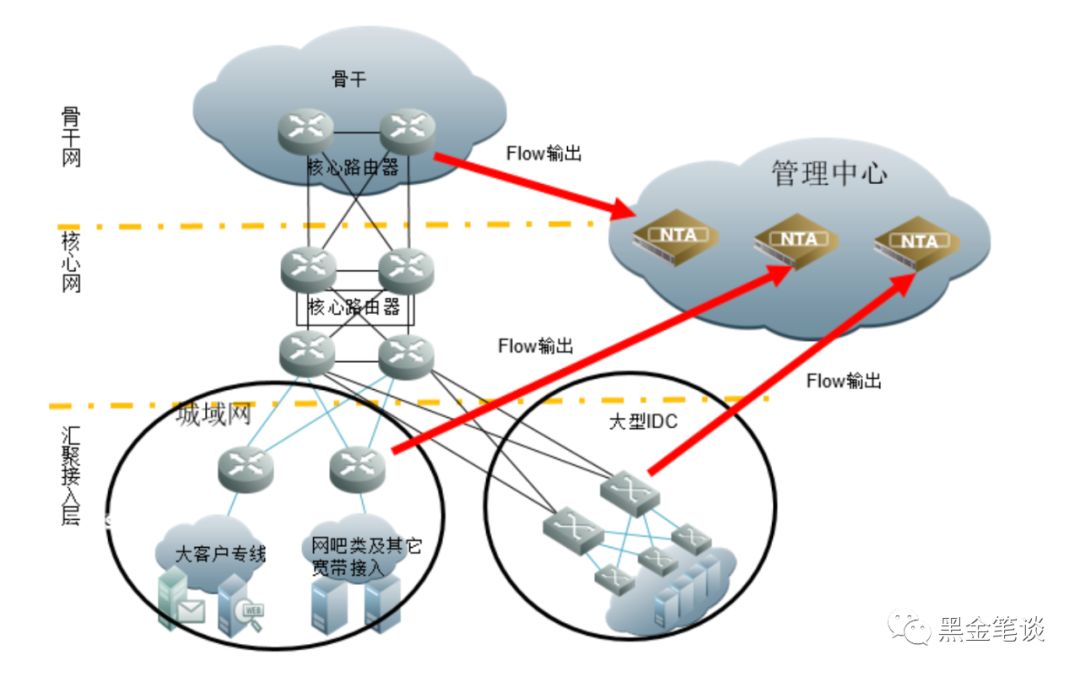 骨干
骨干网
核心路由器
Flow输出
管理中心
NTA
NTA
NTA
核心网
核心路由器
Flow输出
Flow输出
城域网
大型IDC
汇聚接入层
大客户专线
网吧类及其它
宽带接入
WEB
黑金笔谈